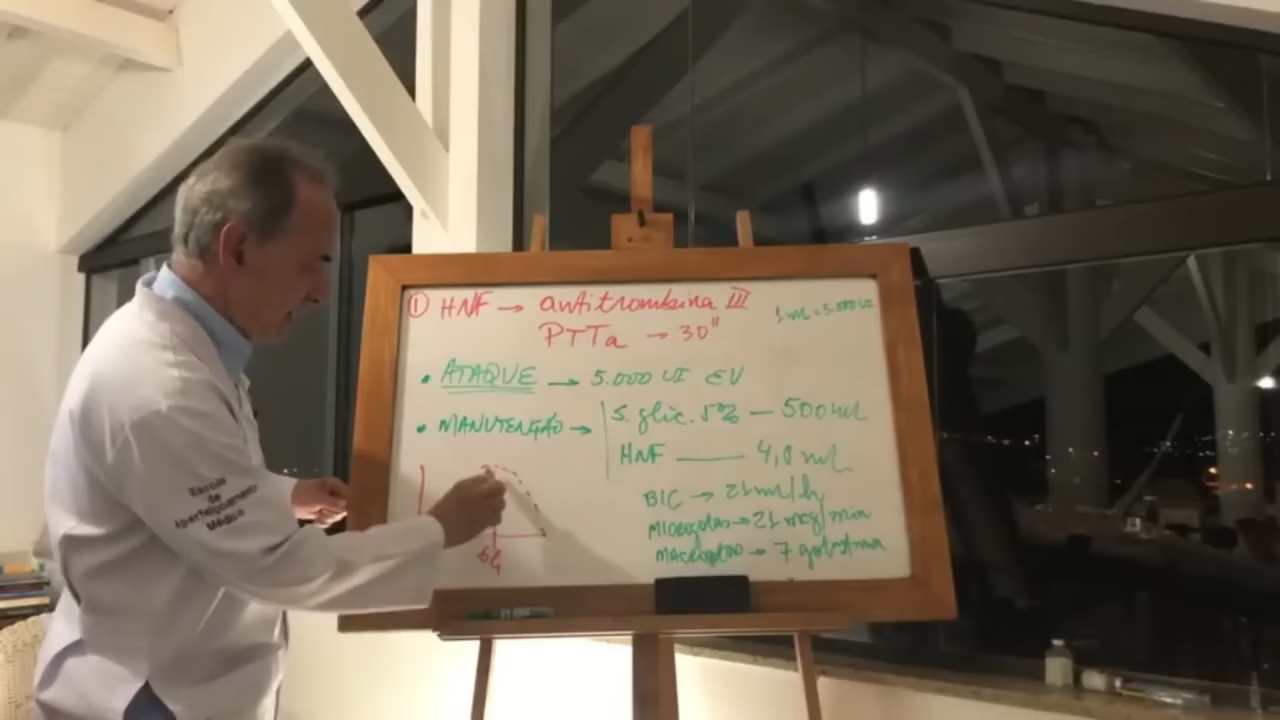 ① HNF → antitrombina III
PTTa → 30"
1 mL = 5.000 UI
• ATAQUE → 5.000 UI EV
• MANUTENÇÃO →
S. glic. 5% — 500 mL
HNF — 4,8 mL
BIC → 21 mL/h
Microgotas → 21 mcg/min
Macrogotas → 7 gotas/min
6h
Escola
de
Aperfeiçoamento
Médico